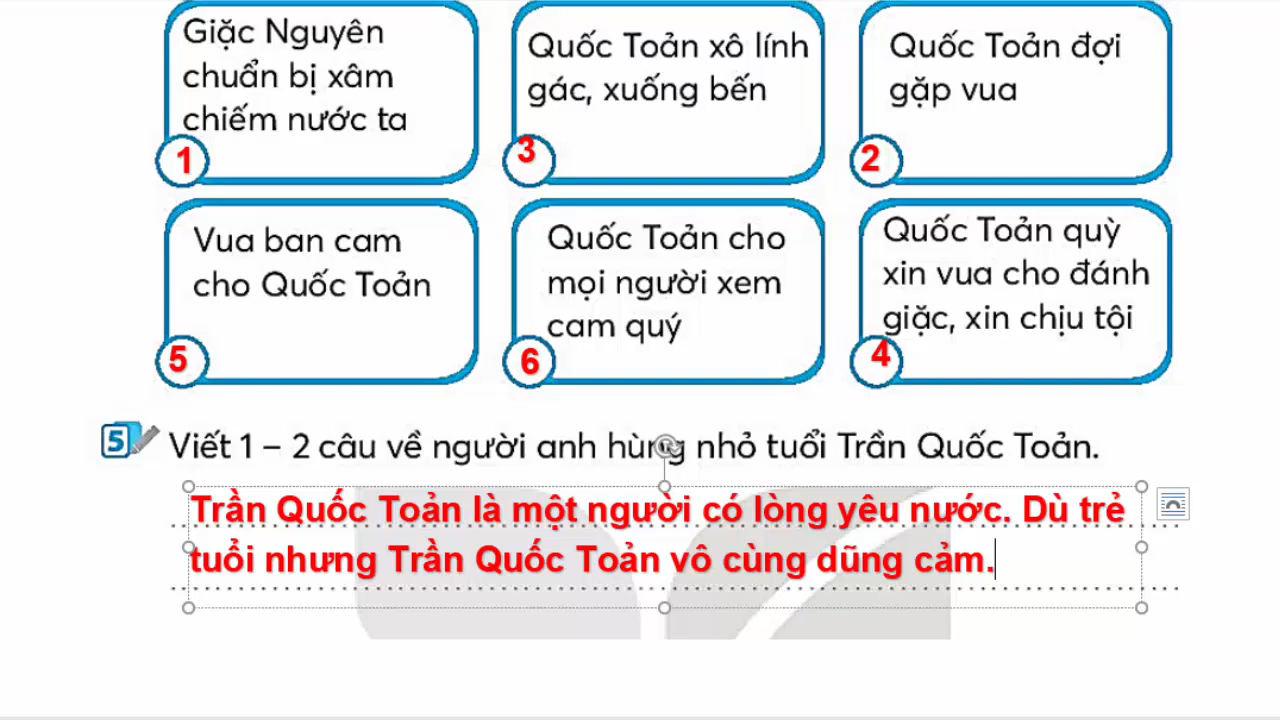 Giặc Nguyên
chuẩn bị xâm
chiếm nước ta
1
Quốc Toản xô lính
gác, xuống bến
3
Quốc Toản đợi
gặp vua
2
Vua ban cam
cho Quốc Toản
5
Quốc Toản cho
mọi người xem
cam quý
6
Quốc Toản quỳ
xin vua cho đánh
giặc, xin chịu tội
4
5 Viết 1 – 2 câu về người anh hùng nhỏ tuổi Trần Quốc Toản.
Trần Quốc Toản là một người có lòng yêu nước. Dù trẻ
tuổi nhưng Trần Quốc Toản vô cùng dũng cảm.